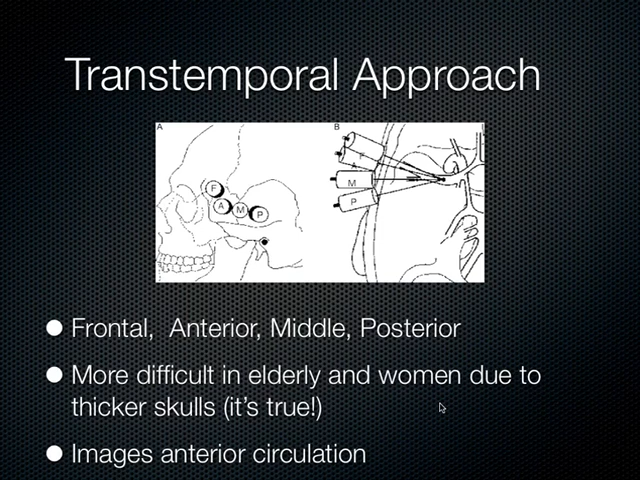 Transtemporal Approach
A
B
F
A
M
P
F
A
M
P
● Frontal,  Anterior, Middle, Posterior
● More difficult in elderly and women due to
thicker skulls (it's true!)
● Images anterior circulation